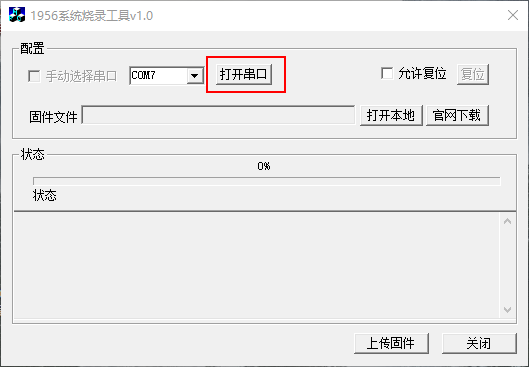 1956系统烧录工具v1.0
配置
手动选择串口 COM7 打开串口 允许复位 复位
固件文件 打开本地 官网下载
状态
0%
状态
上传固件 关闭